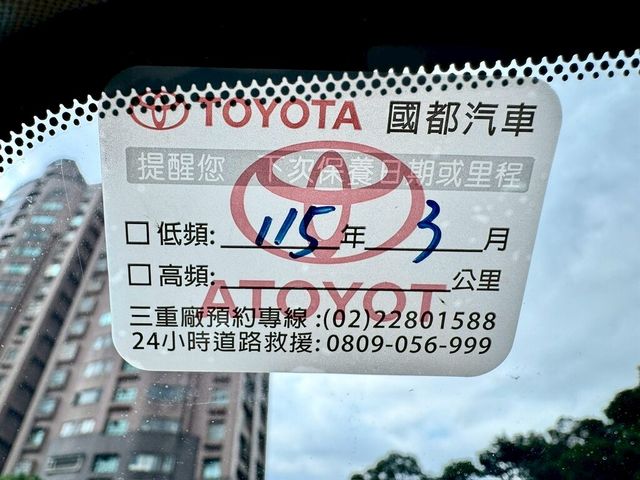 TOYOTA 國都汽車
提醒您 下次保養日期或里程
□ 低頻: 115 年 3 月
□ 高頻: 公里
ATOYOT
三重廠預約專線:(02)22801588
24小時道路救援: 0809-056-999